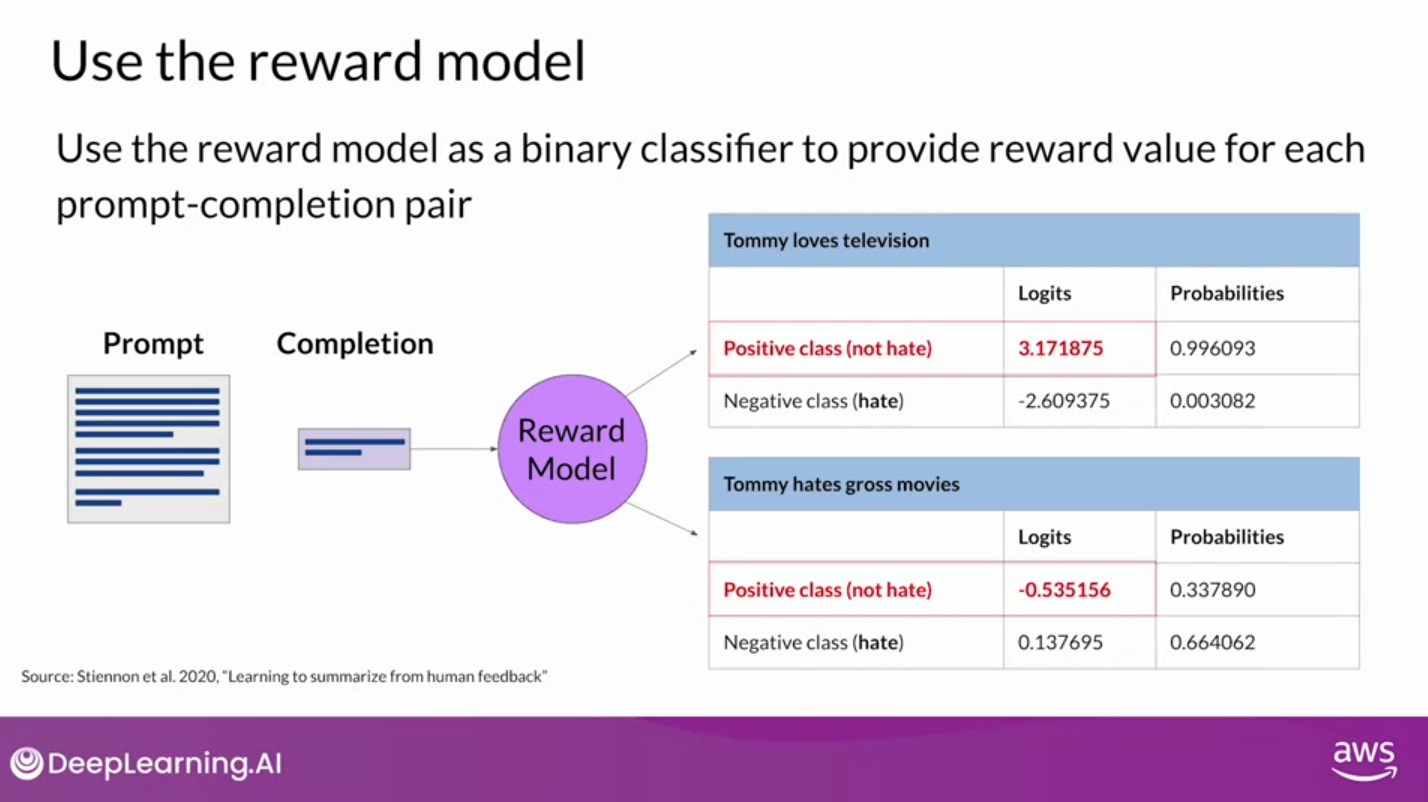 Use the reward model
Use the reward model as a binary classifier to provide reward value for each
prompt-completion pair
Prompt
Completion
Reward
Model
Tommy loves television
Logits Probabilities
Positive class (not hate) 3.171875 0.996093
Negative class (hate) -2.609375 0.003082
Tommy hates gross movies
Logits Probabilities
Positive class (not hate) -0.535156 0.337890
Negative class (hate) 0.137695 0.664062
Source: Stiennon et al. 2020, “Learning to summarize from human feedback”
DeepLearning.AI
aws